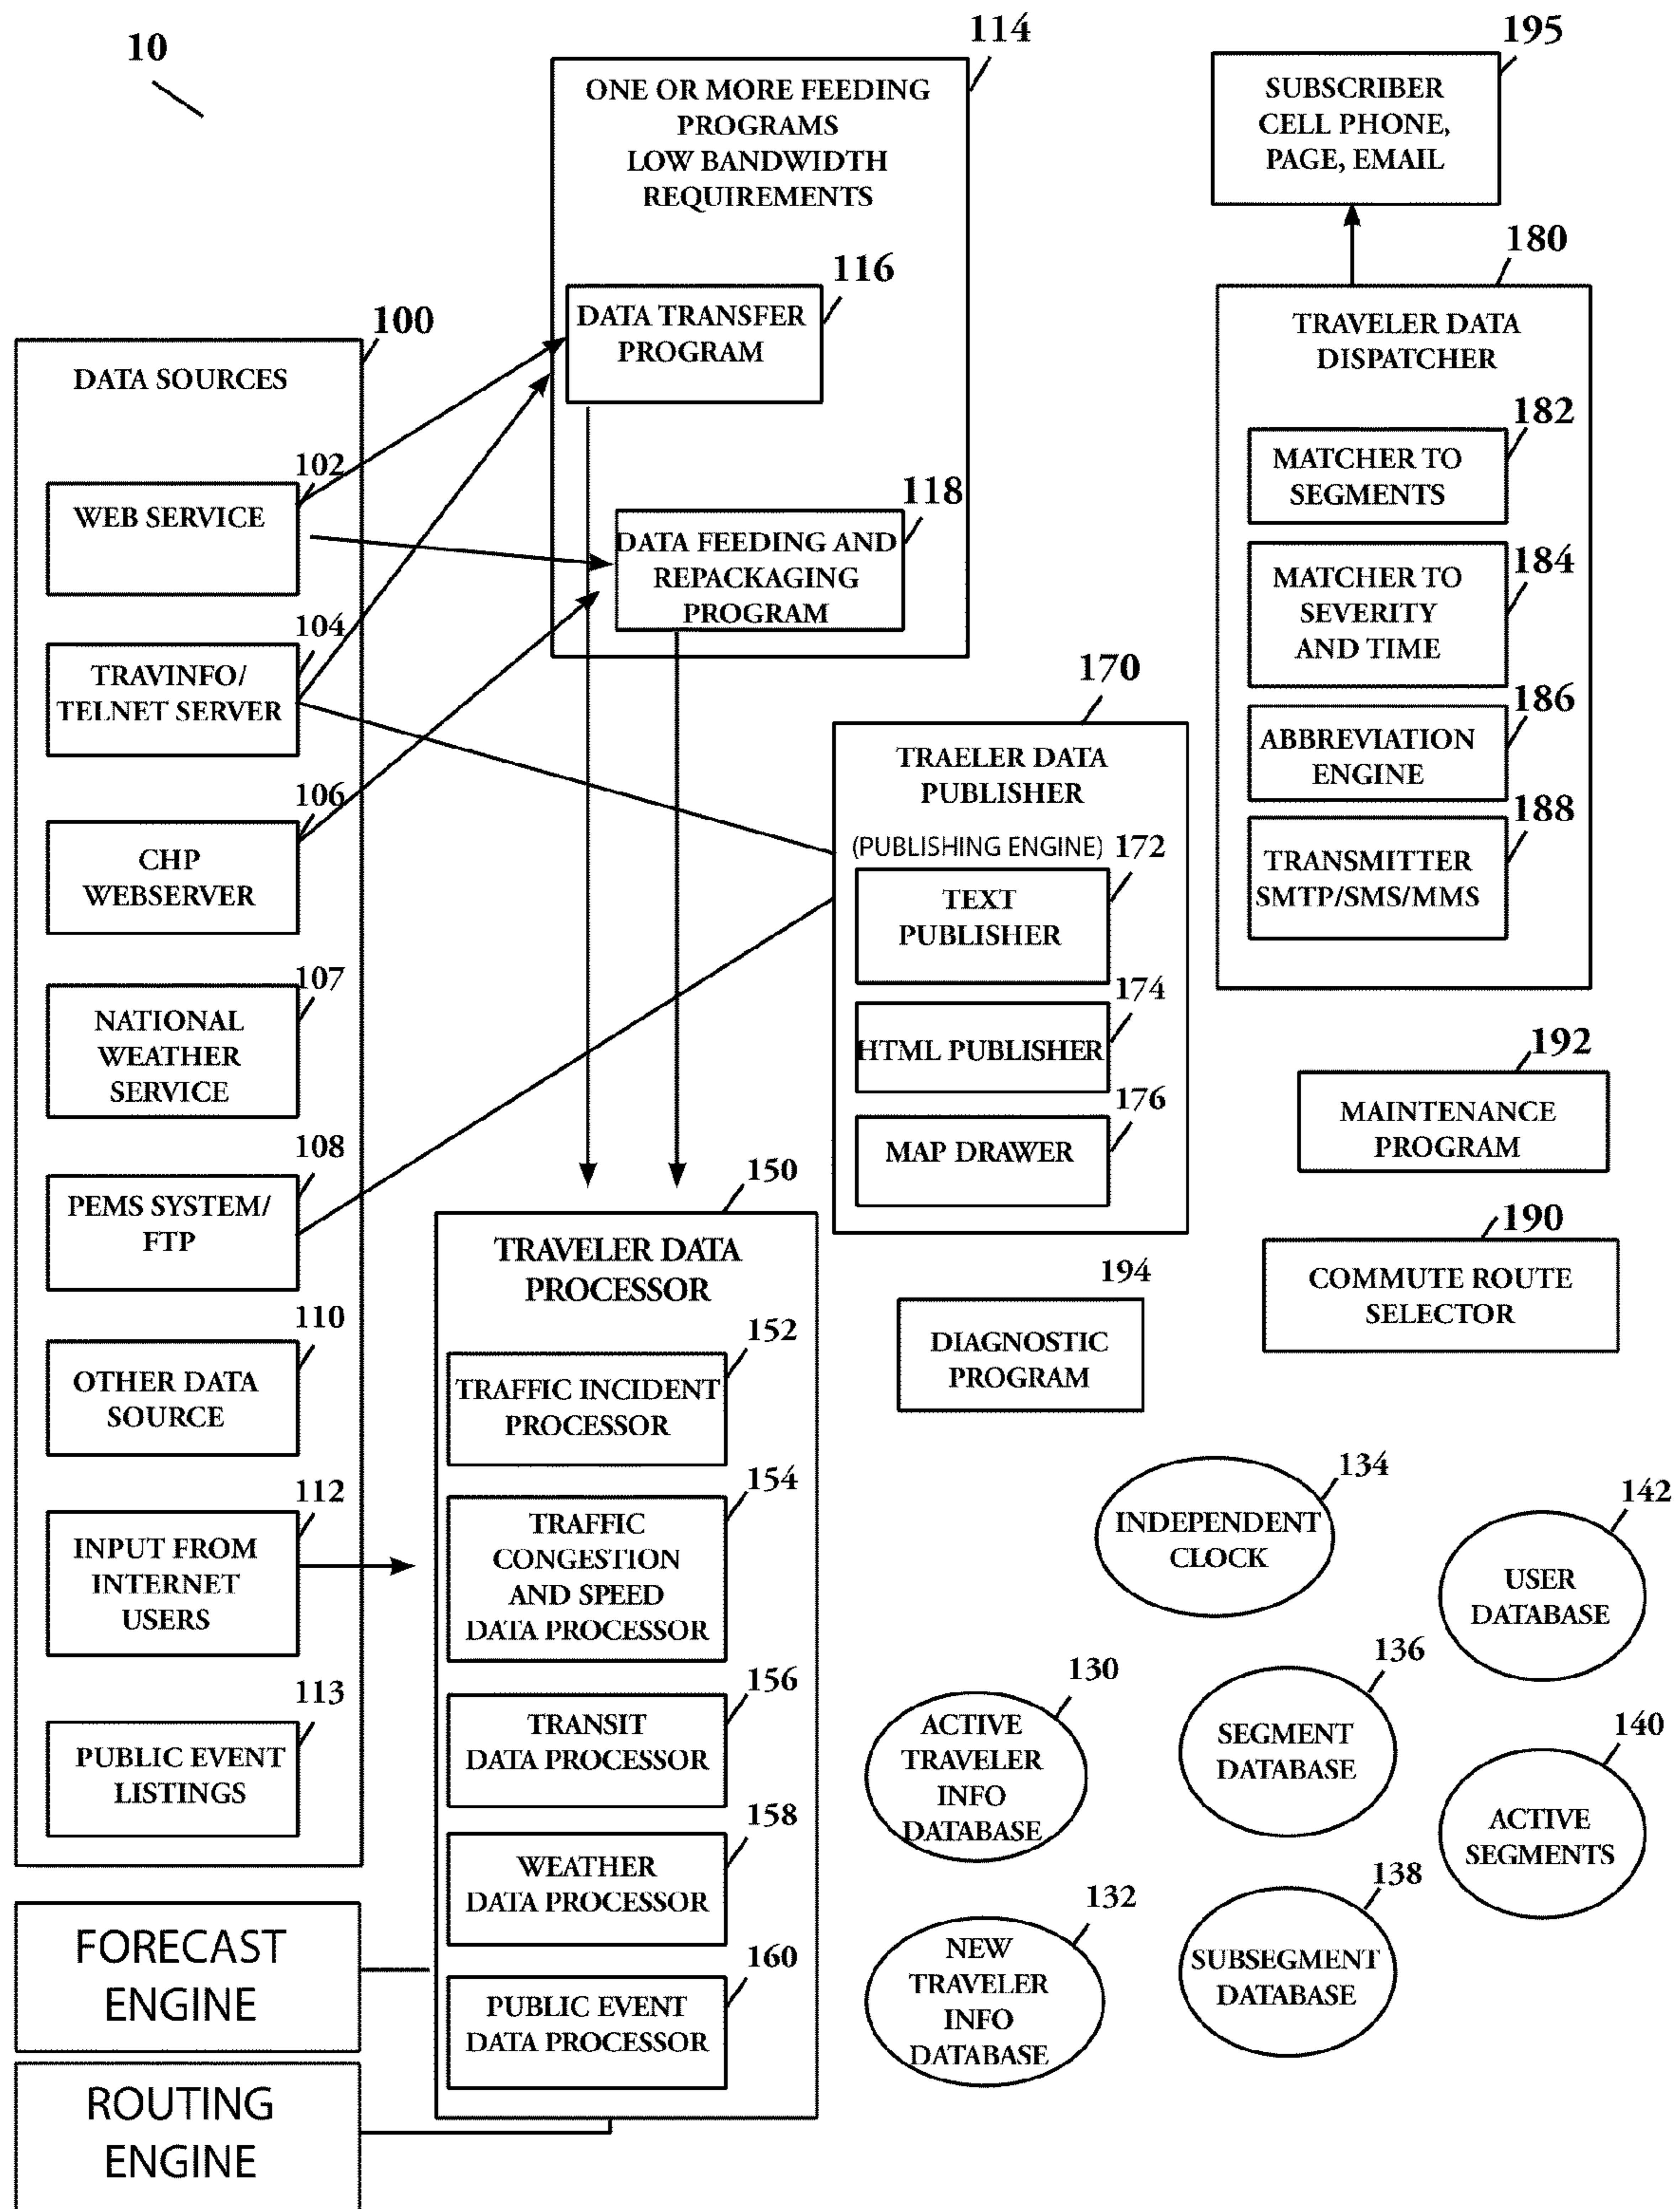 10
114
ONE OR MORE FEEDING
PROGRAMS
LOW BANDWIDTH
REQUIREMENTS
116
DATA TRANSFER
PROGRAM
118
DATA FEEDING AND
REPACKAGING
PROGRAM
195
SUBSCRIBER
CELL PHONE,
PAGE, EMAIL
180
TRAVELER DATA
DISPATCHER
182
MATCHER TO
SEGMENTS
184
MATCHER TO
SEVERITY
AND TIME
186
ABBREVIATION
ENGINE
188
TRANSMITTER
SMTP/SMS/MMS
100
DATA SOURCES
102
WEB SERVICE
104
TRAVINFO/
TELNET SERVER
106
CHP
WEBSERVER
107
NATIONAL
WEATHER
SERVICE
108
PEMS SYSTEM/
FTP
110
OTHER DATA
SOURCE
112
INPUT FROM
INTERNET
USERS
113
PUBLIC EVENT
LISTINGS
170
TRAELER DATA
PUBLISHER
(PUBLISHING ENGINE)
172
TEXT
PUBLISHER
174
HTML PUBLISHER
176
MAP DRAWER
192
MAINTENANCE
PROGRAM
190
COMMUTE ROUTE
SELECTOR
194
DIAGNOSTIC
PROGRAM
150
TRAVELER DATA
PROCESSOR
152
TRAFFIC INCIDENT
PROCESSOR
154
TRAFFIC
CONGESTION
AND SPEED
DATA PROCESSOR
156
TRANSIT
DATA PROCESSOR
158
WEATHER
DATA PROCESSOR
160
PUBLIC EVENT
DATA PROCESSOR
134
INDEPENDENT
CLOCK
142
USER
DATABASE
130
ACTIVE
TRAVELER
INFO
DATABASE
136
SEGMENT
DATABASE
140
ACTIVE
SEGMENTS
132
NEW
TRAVELER
INFO
DATABASE
138
SUBSEGMENT
DATABASE
FORECAST
ENGINE
ROUTING
ENGINE